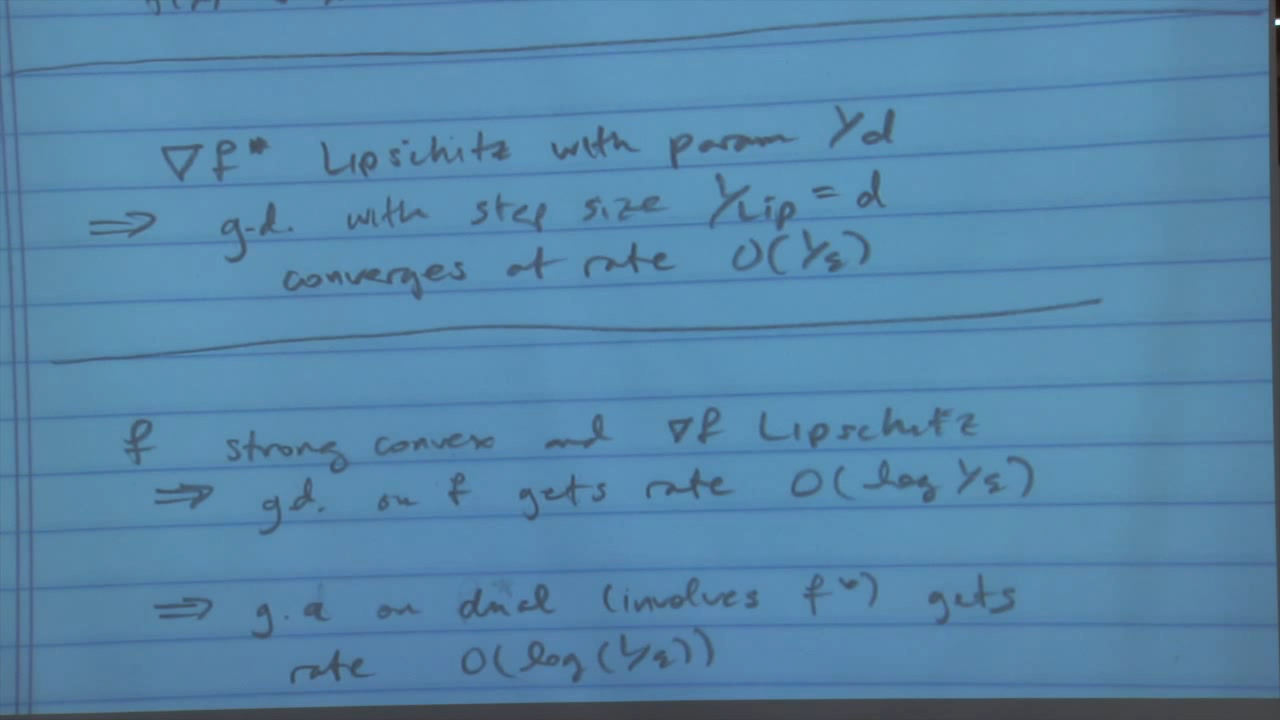 ∇f* Lipschitz with param 1/d
⇒ g.d. with step size 1/Lip = d
converges at rate O(1/ε)
f strong convex and ∇f Lipschitz
⇒ gd. on f gets rate O(log 1/ε)
⇒ g.a on dual (involves f*) gets
rate O(log(1/ε))